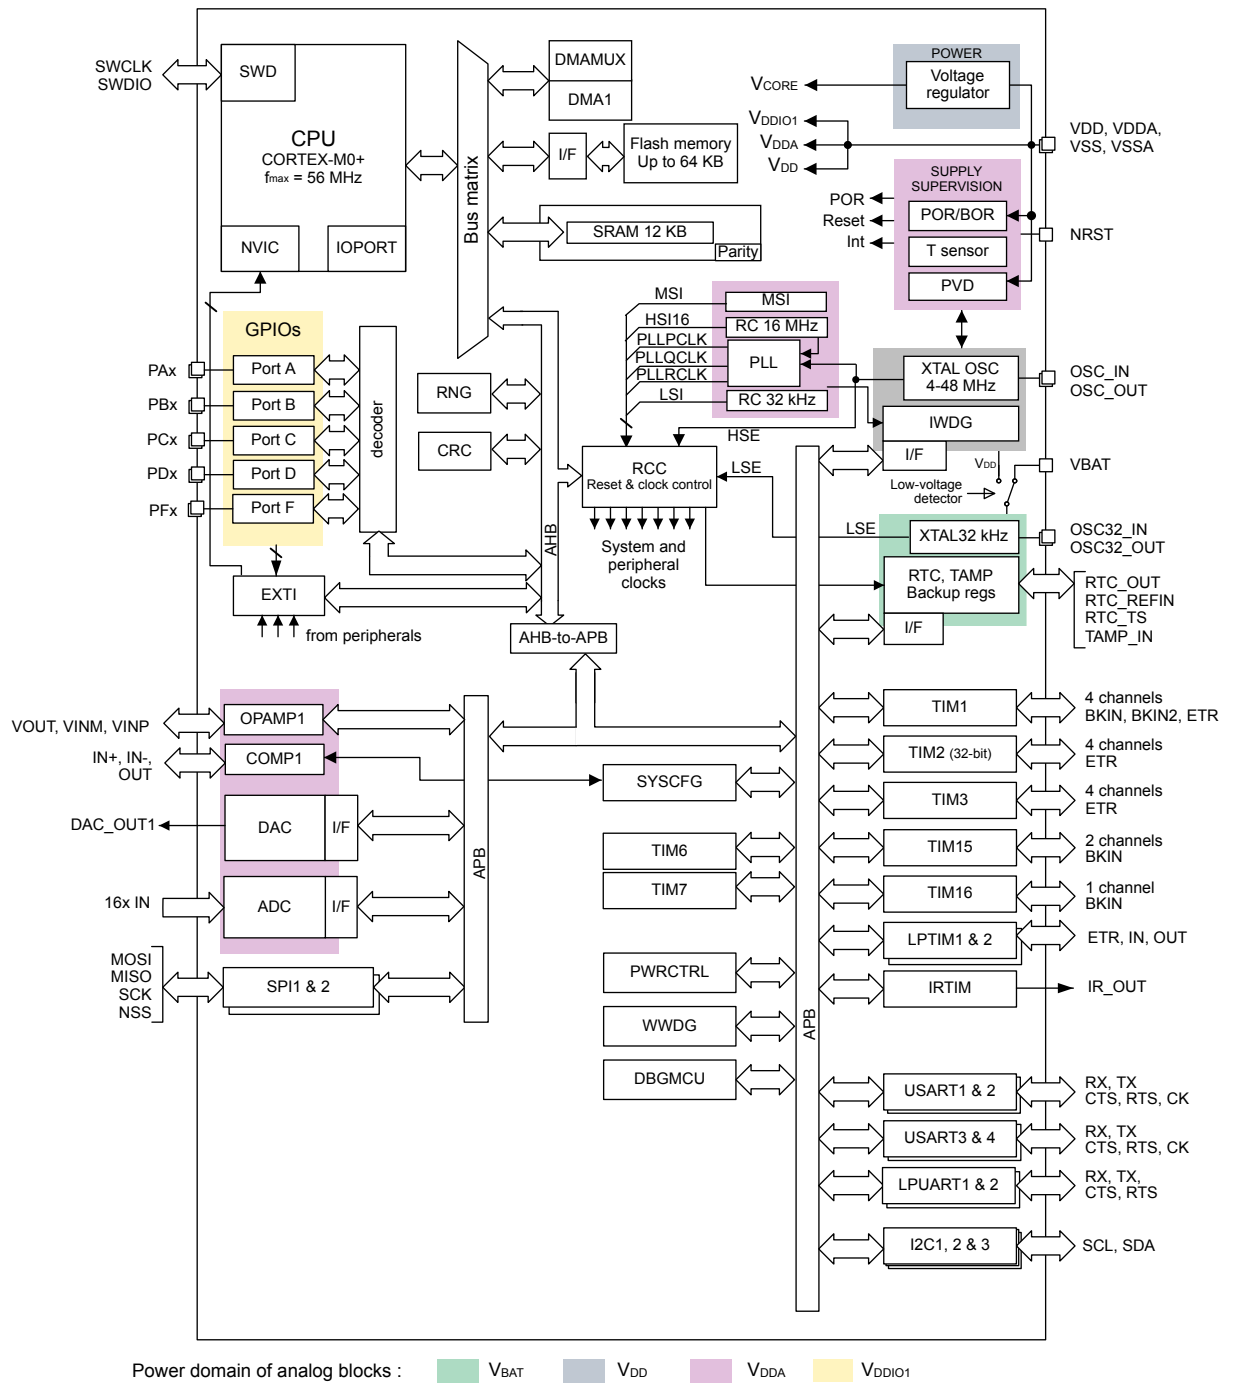 SWCLK
SWDIO
SWD
CPU
CORTEX-M0+
fmax = 56 MHz
NVIC
IOPORT
Bus matrix
DMAMUX
DMA1
I/F
Flash memory
Up to 64 KB
SRAM 12 KB
Parity
POWER
Voltage
regulator
VCORE
VDDIO1
VDDA
VDD
VDD, VDDA,
VSS, VSSA
SUPPLY
SUPERVISION
POR/BOR
T sensor
PVD
POR
Reset
Int
NRST
GPIOs
Port A
Port B
Port C
Port D
Port F
PAx
PBx
PCx
PDx
PFx
decoder
EXTI
from peripherals
RNG
CRC
AHB
AHB-to-APB
MSI
HSI16
PLLPCLK
PLLQCLK
PLLRCLK
LSI
MSI
RC 16 MHz
PLL
RC 32 kHz
HSE
RCC
Reset & clock control
LSE
System and
peripheral
clocks
XTAL OSC
4-48 MHz
IWDG
I/F
OSC_IN
OSC_OUT
VDD
Low-voltage
detector
VBAT
LSE
XTAL32 kHz
RTC, TAMP
Backup regs
I/F
OSC32_IN
OSC32_OUT
RTC_OUT
RTC_REFIN
RTC_TS
TAMP_IN
VOUT, VINM, VINP
OPAMP1
IN+, IN-,
OUT
COMP1
DAC_OUT1
DAC
I/F
16x IN
ADC
I/F
MOSI
MISO
SCK
NSS
SPI1 & 2
APB
SYSCFG
TIM6
TIM7
PWRCTRL
WWDG
DBGMCU
APB
TIM1
4 channels
BKIN, BKIN2, ETR
TIM2 (32-bit)
4 channels
ETR
TIM3
4 channels
ETR
TIM15
2 channels
BKIN
TIM16
1 channel
BKIN
LPTIM1 & 2
ETR, IN, OUT
IRTIM
IR_OUT
USART1 & 2
RX, TX
CTS, RTS, CK
USART3 & 4
RX, TX
CTS, RTS, CK
LPUART1 & 2
RX, TX,
CTS, RTS
I2C1, 2 & 3
SCL, SDA
Power domain of analog blocks :
VBAT
VDD
VDDA
VDDIO1